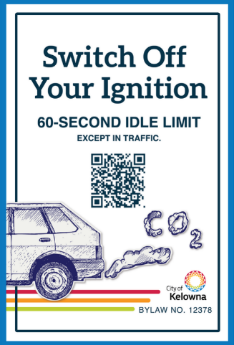 Switch Off
Your Ignition
60-SECOND IDLE LIMIT
EXCEPT IN TRAFFIC.
CO2
City of
Kelowna
BYLAW NO. 12378